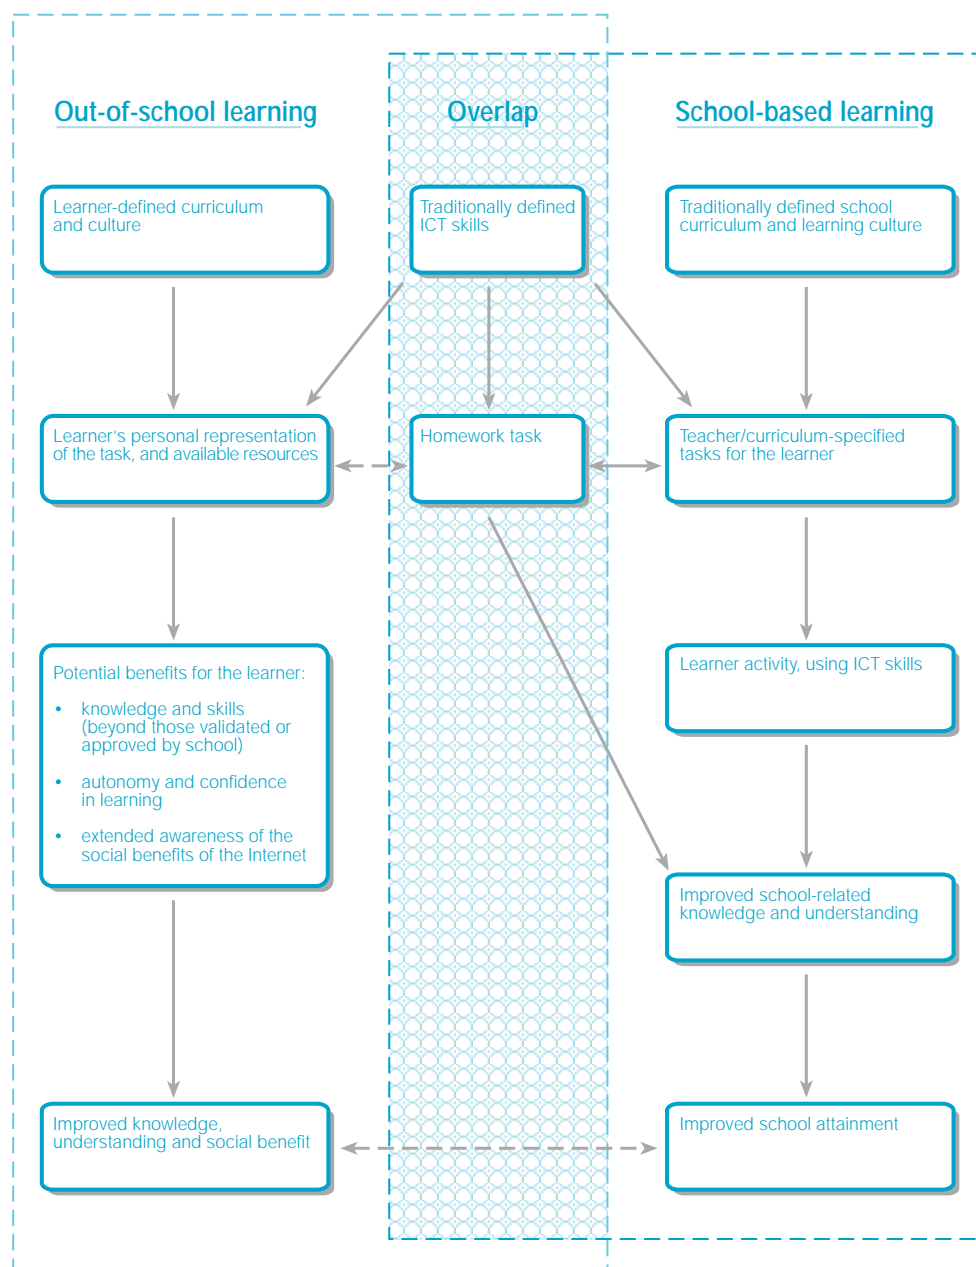 Out-of-school learning
Overlap
School-based learning
Learner-defined curriculum
and culture
Traditionally defined
ICT skills
Traditionally defined school
curriculum and learning culture
Learner's personal representation
of the task, and available resources
Homework task
Teacher/curriculum-specified
tasks for the learner
Potential benefits for the learner:
• knowledge and skills
(beyond those validated or
approved by school)
• autonomy and confidence
in learning
• extended awareness of the
social benefits of the Internet
Learner activity, using ICT skills
Improved school-related
knowledge and understanding
Improved knowledge,
understanding and social benefit
Improved school attainment